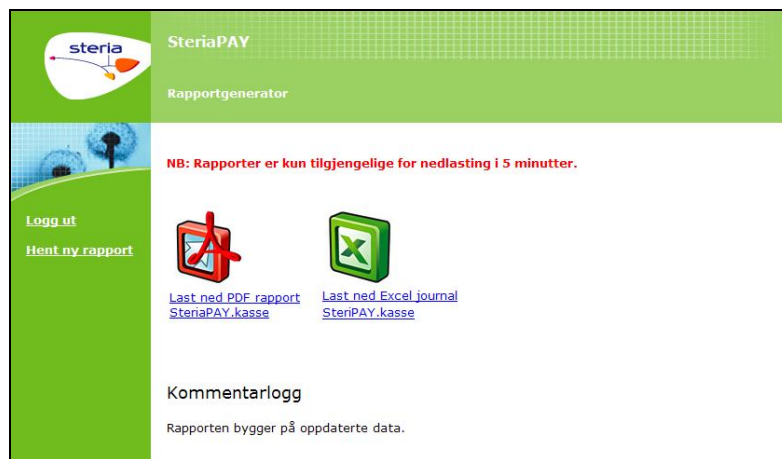 steria
SteriaPAY
Rapportgenerator
NB: Rapporter er kun tilgjengelige for nedlasting i 5 minutter.
Logg ut
Hent ny rapport
Last ned PDF rapport
SteriaPAY.kasse
Last ned Excel journal
SteriPAY.kasse
Kommentarlogg
Rapporten bygger på oppdaterte data.